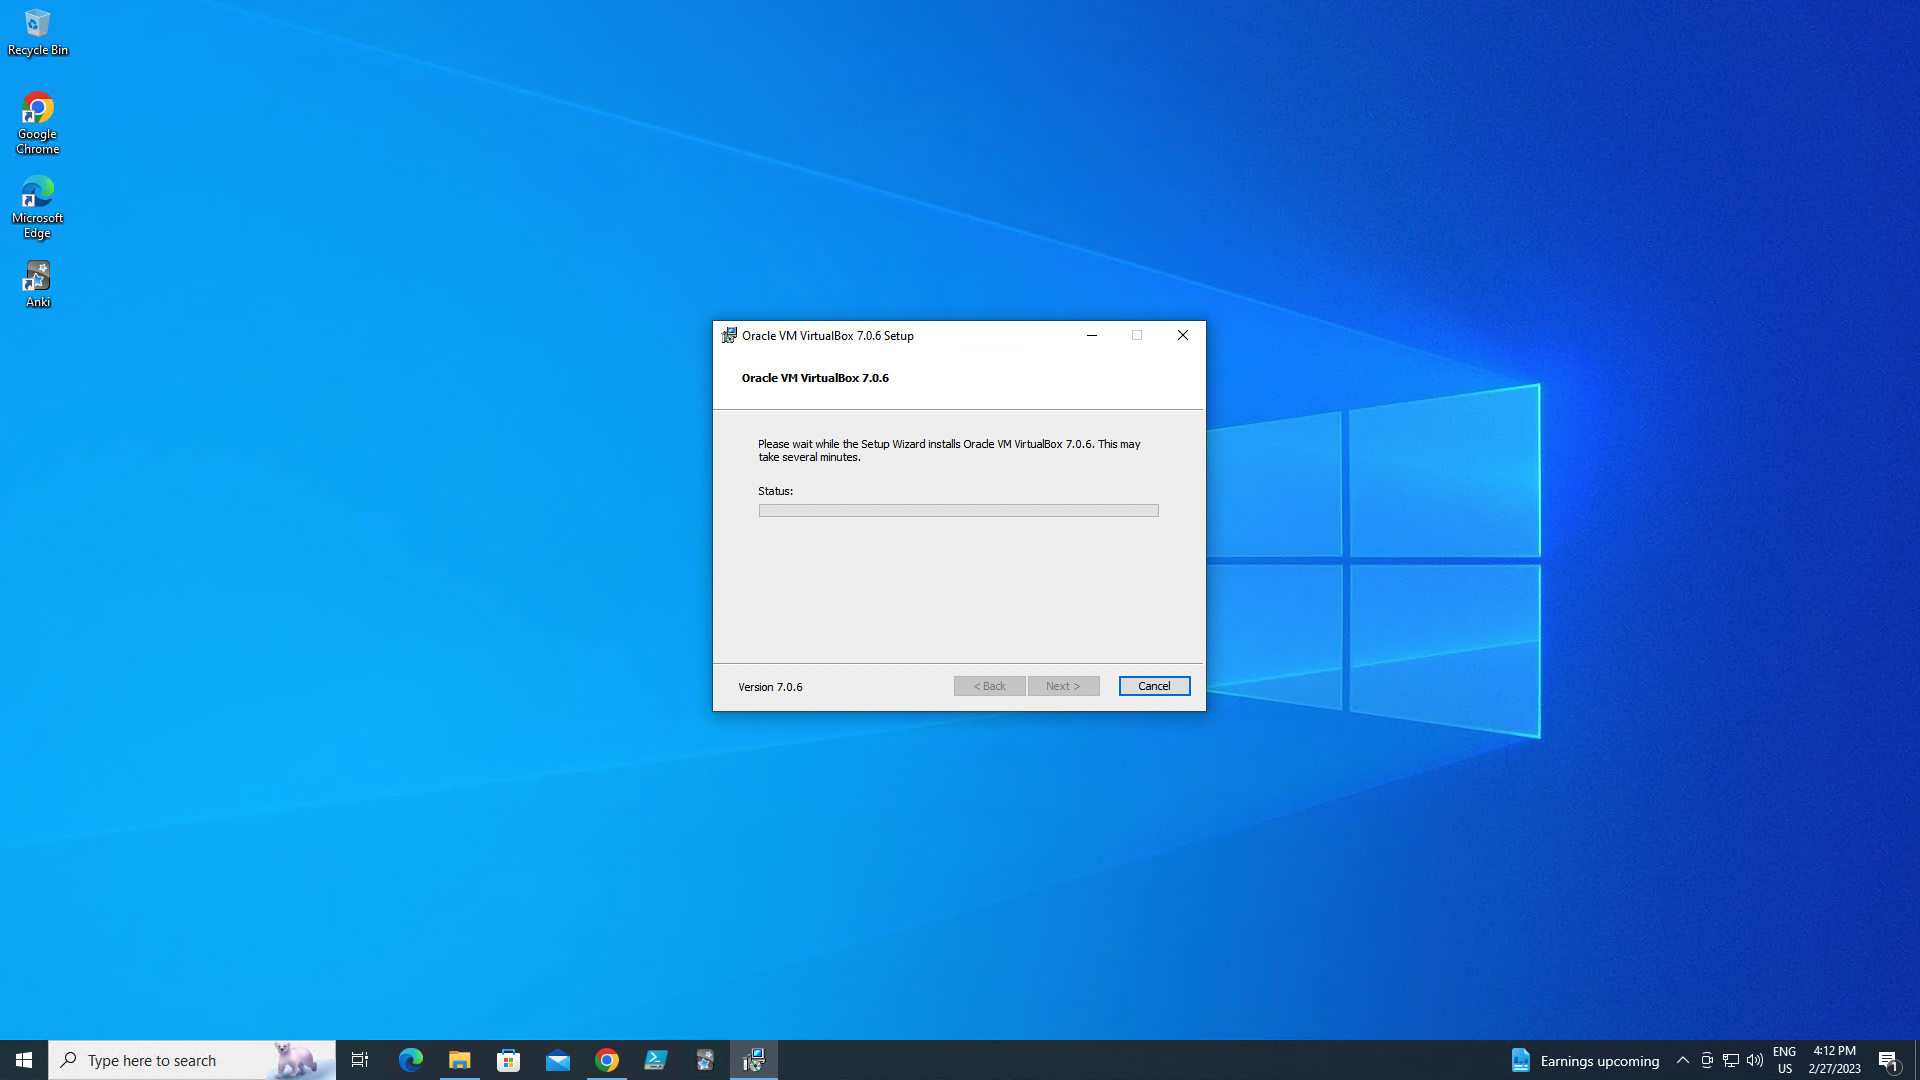 Recycle Bin
Google
Chrome
Microsoft
Edge
Anki
Oracle VM VirtualBox 7.0.6 Setup
Oracle VM VirtualBox 7.0.6
Please wait while the Setup Wizard installs Oracle VM VirtualBox 7.0.6. This may
take several minutes.
Status:
Version 7.0.6
< Back
Next >
Cancel
Type here to search
Earnings upcoming
ENG
US
4:12 PM
2/27/2023
1